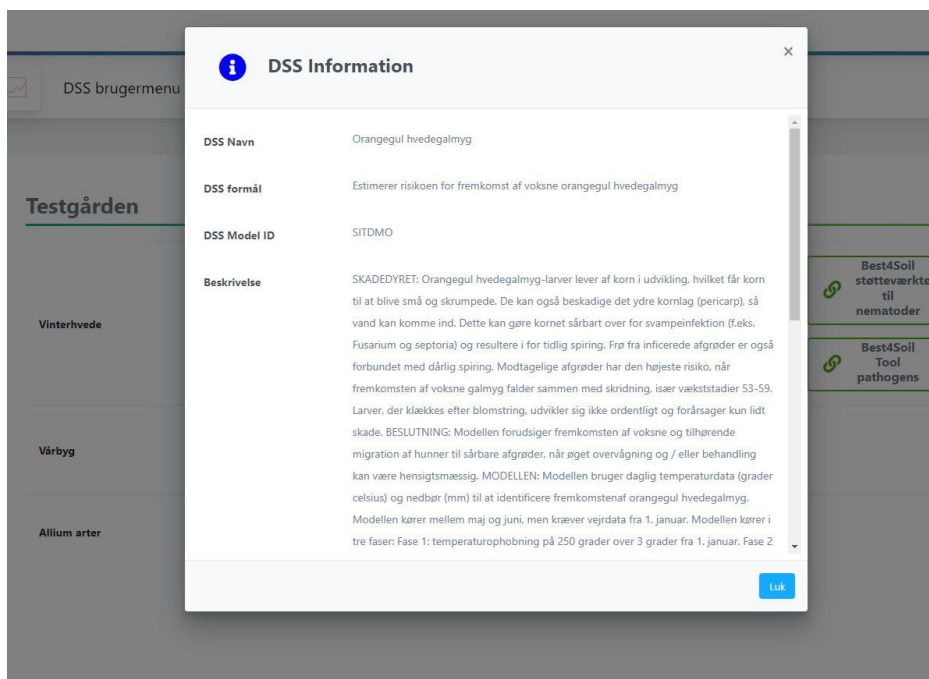 DSS Information
×
DSS brugermenu
DSS Navn
Orangegul hvedegalmyg
DSS formål
Estimerer risikoen for fremkomst af voksne orangegul hvedegalmyg
DSS Model ID
SITDMO
Beskrivelse
SKADEDYRET: Orangegul hvedegalmyg-larver lever af korn i udvikling, hvilket får korn
til at blive små og skrumpede. De kan også beskadige det ydre kornlag (pericarp), så
vand kan komme ind. Dette kan gøre kornet sårbart over for svampeinfektion (f.eks.
Fusarium og septoria) og resultere i for tidlig spiring. Frø fra inficerede afgrøder er også
forbundet med dårlig spiring. Modtagelige afgrøder har den højeste risiko, når
fremkomsten af voksne galmyg falder sammen med skridning, især vækststadier 53-59.
Larver, der klækkes efter blomstring, udvikler sig ikke ordentligt og forårsager kun lidt
skade. BESLUTNING: Modellen forudsiger fremkomsten af voksne og tilhørende
migration af hunner til sårbare afgrøder, når øget overvågning og / eller behandling
kan være hensigtsmæssig. MODELLEN: Modellen bruger daglig temperaturdata (grader
celsius) og nedbør (mm) til at identificere fremkomstenaf orangegul hvedegalmyg.
Modellen kører mellem maj og juni, men kræver vejrdata fra 1. januar. Modellen kører i
tre faser: Fase 1: temperaturophobning på 250 grader over 3 grader fra 1. januar. Fase 2
Luk
Testgården
Vinterhvede
Best4Soil
støtteværktø
til
nematoder
Best4Soil
Tool
pathogens
Vårbyg
Allium arter